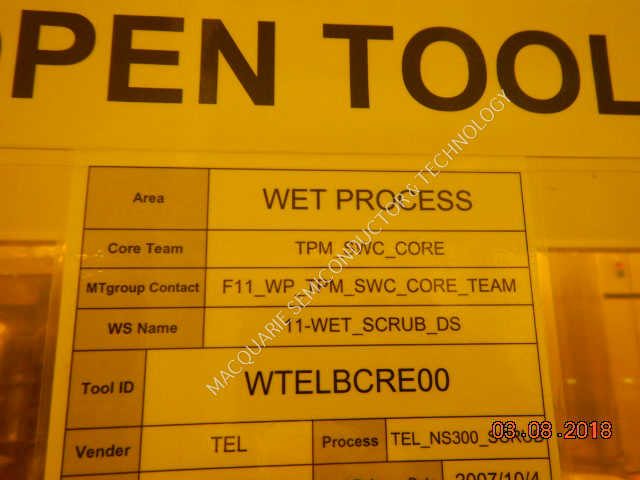 OPEN TOOL
Area WET PROCESS
Core Team TPM_SWC_CORE
MTgroup Contact F11_WP_TPM_SWC_CORE_TEAM
WS Name 11-WET_SCRUB_DS
Tool ID WTELBCRE00
Vender TEL Process TEL_NS300_SCRUB
2007/10/4
MACQUARIE SEMICONDUCTOR & TECHNOLOGY
03.08.2018